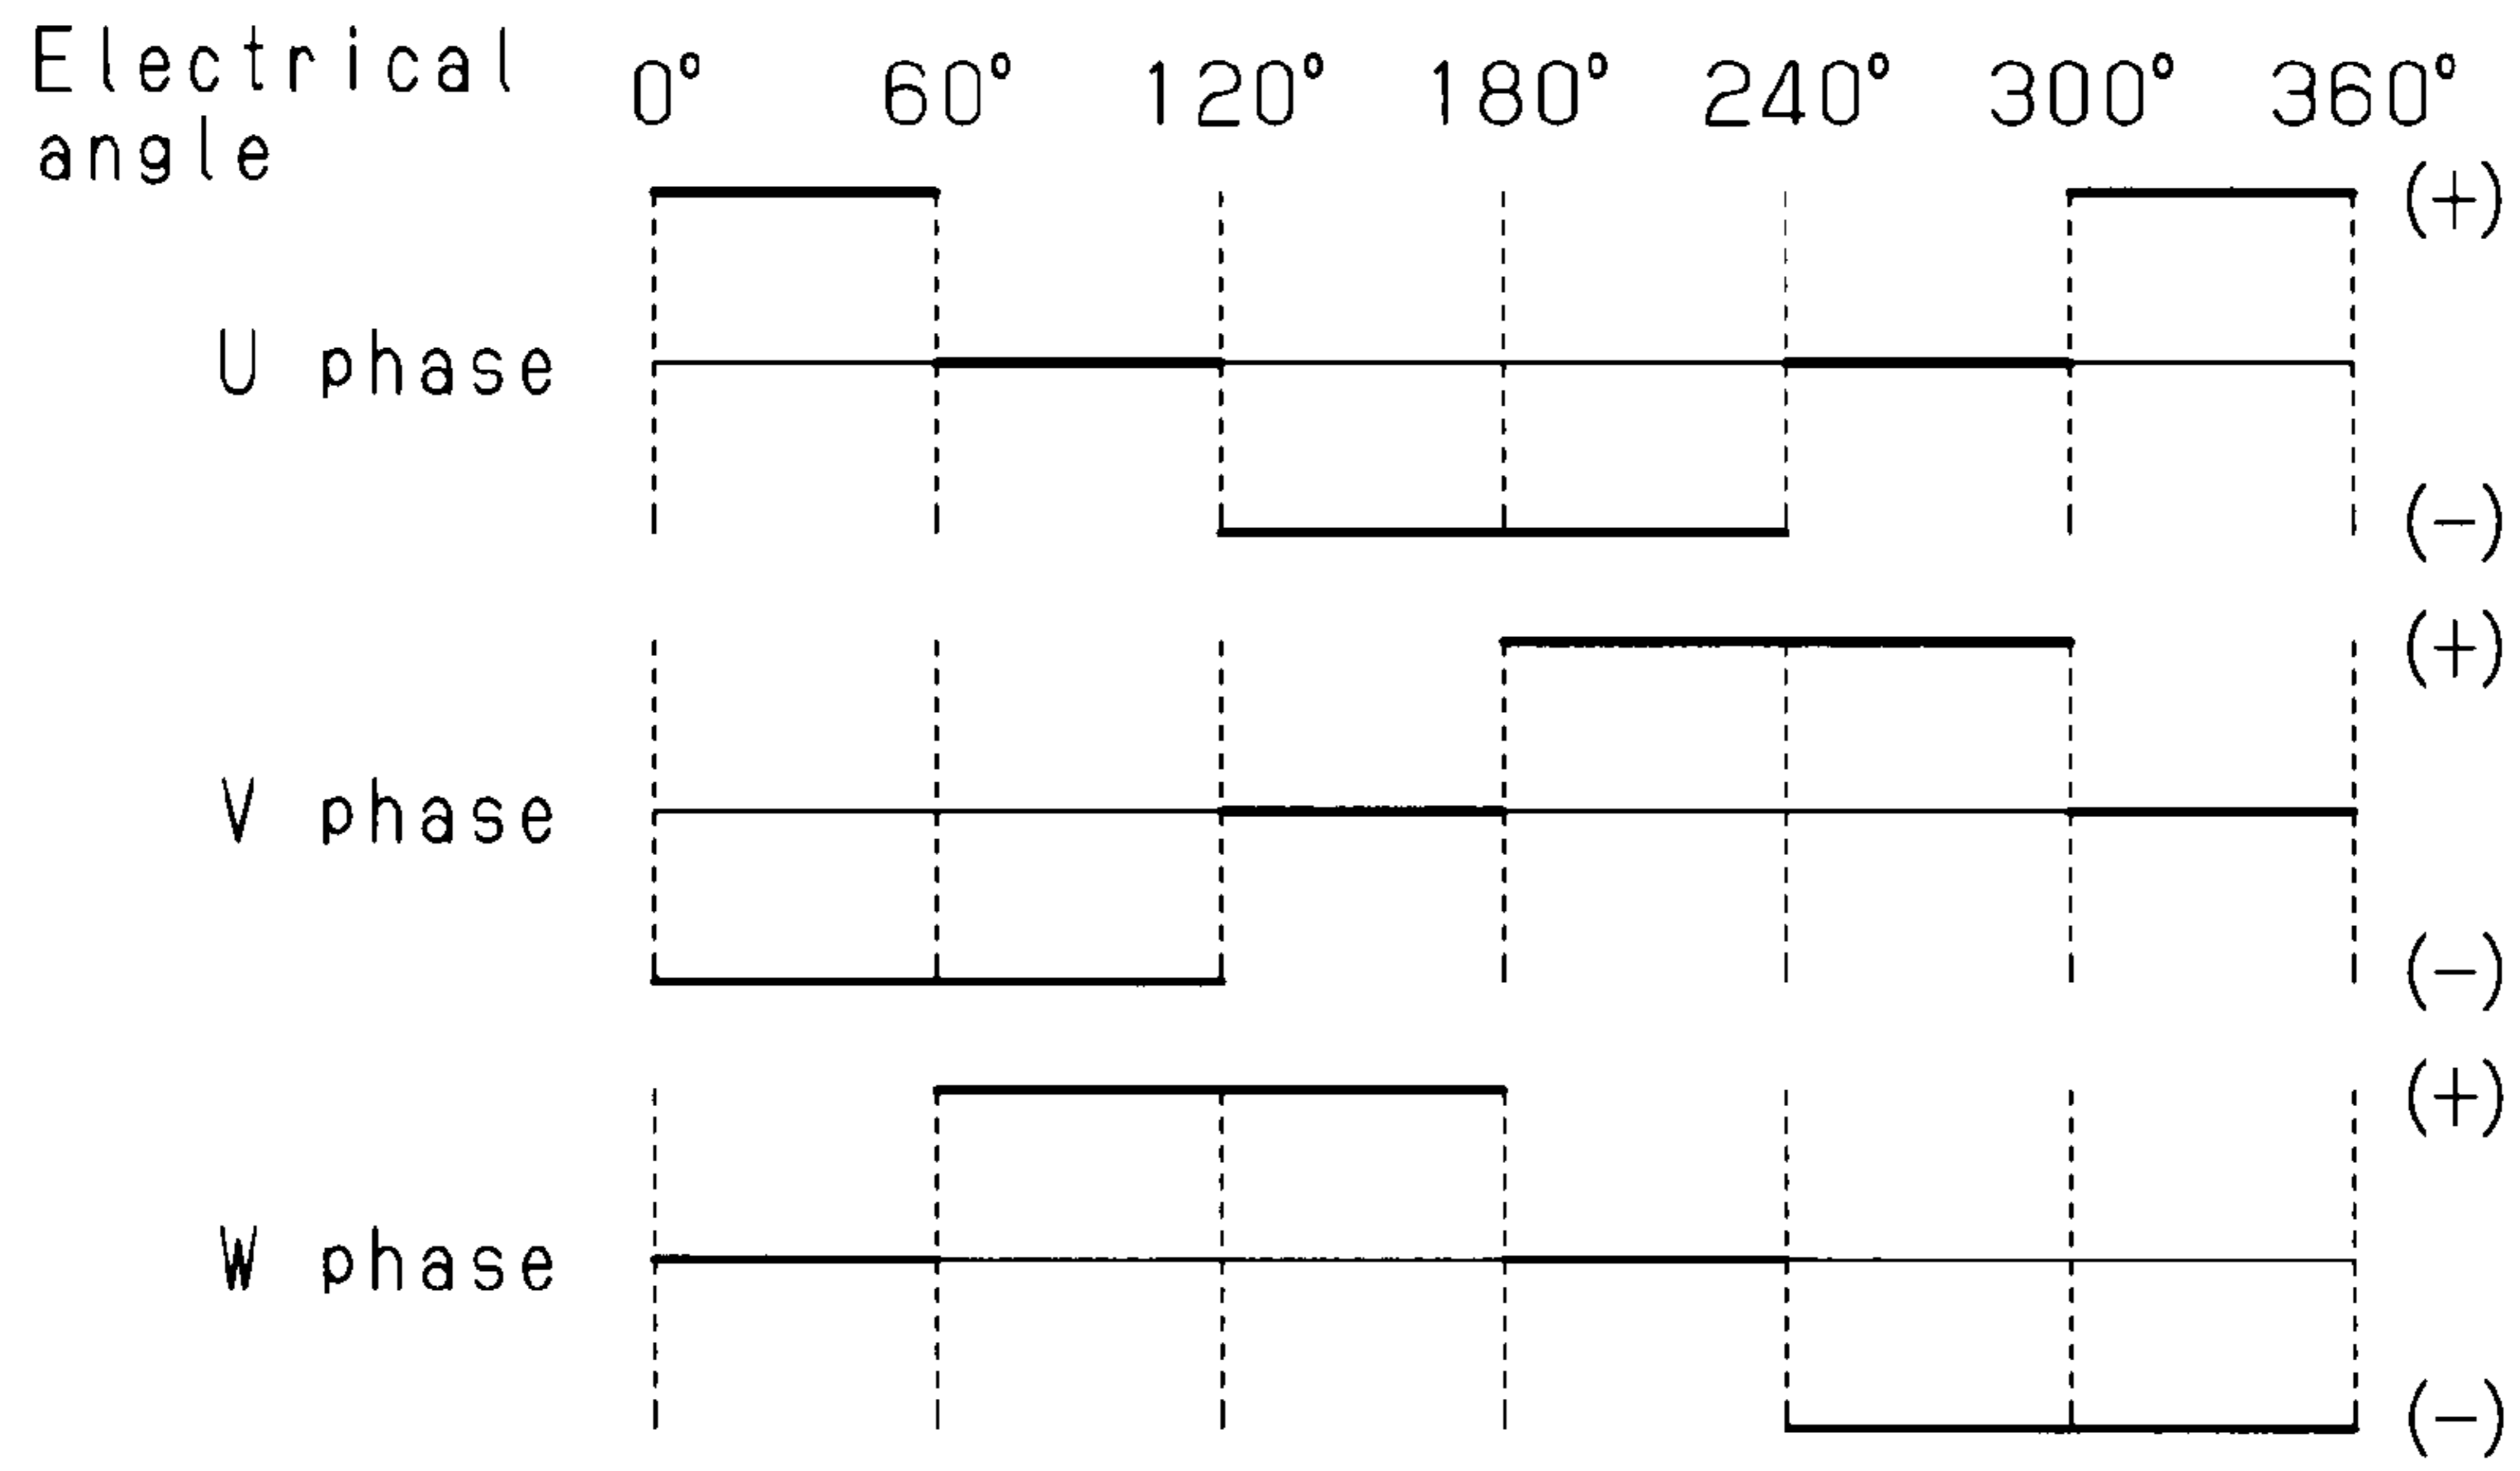 Electrical angle 0° 60° 120° 180° 240° 300° 360°
(+)
U phase
(-)
(+)
V phase
(-)
(+)
W phase
(-)